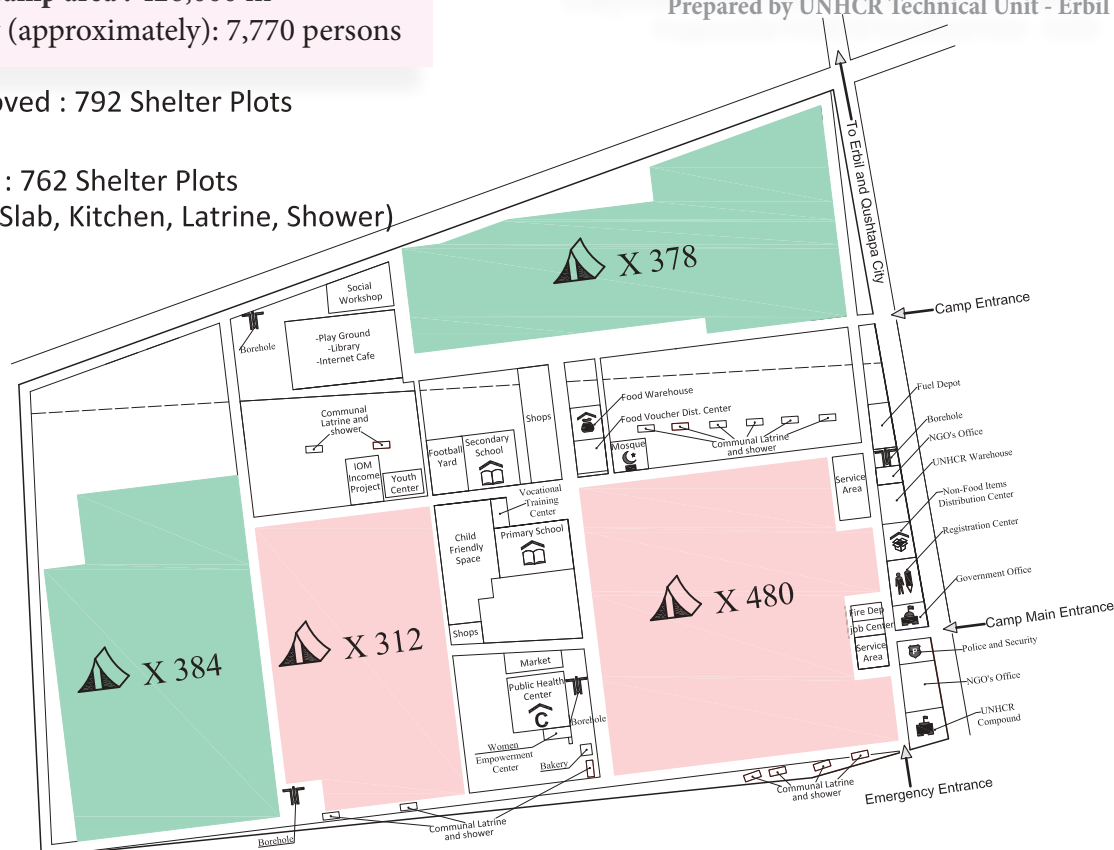 Prepared by UNHCR Technical Unit - Erbil
(approximately): 7,770 persons
: 792 Shelter Plots
: 762 Shelter Plots
Slab, Kitchen, Latrine, Shower)
To Erbil and Qushtapa City
X 378
Camp Entrance
Social
Workshop
Borehole
-Play Ground
-Library
-Internet Cafe
Communal
Latrine and
shower
IOM
Income
Project
Youth
Center
Football
Yard
Secondary
School
Shops
Food Warehouse
Food Voucher Dist. Center
Mosque
Communal Latrine
and shower
Service
Area
Fuel Depot
Borehole
NGO's Office
UNHCR Warehouse
Non-Food Items
Distribution Center
Registration Center
Government Office
Camp Main Entrance
Police and Security
NGO's Office
UNHCR
Compound
Vocational
Training
Center
Child
Friendly
Space
Primary School
Shops
X 480
Fire Dep
Job Center
Service
Area
X 384
X 312
Market
Public Health
Center
C
Borehole
Women
Empowerment
Center
Bakery
Borehole
Communal Latrine
and shower
Communal Latrine
and shower
Emergency Entrance